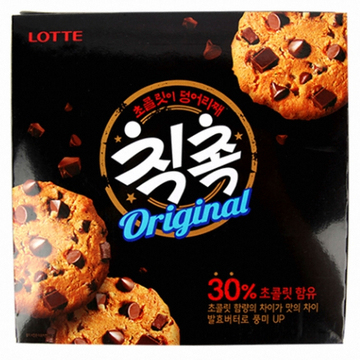 LOTTE
초콜릿이 덩어리째
칙촉
Original
30% 초콜릿 함유
초콜릿 함량의 차이가 맛의 차이
발효버터로 풍미 UP